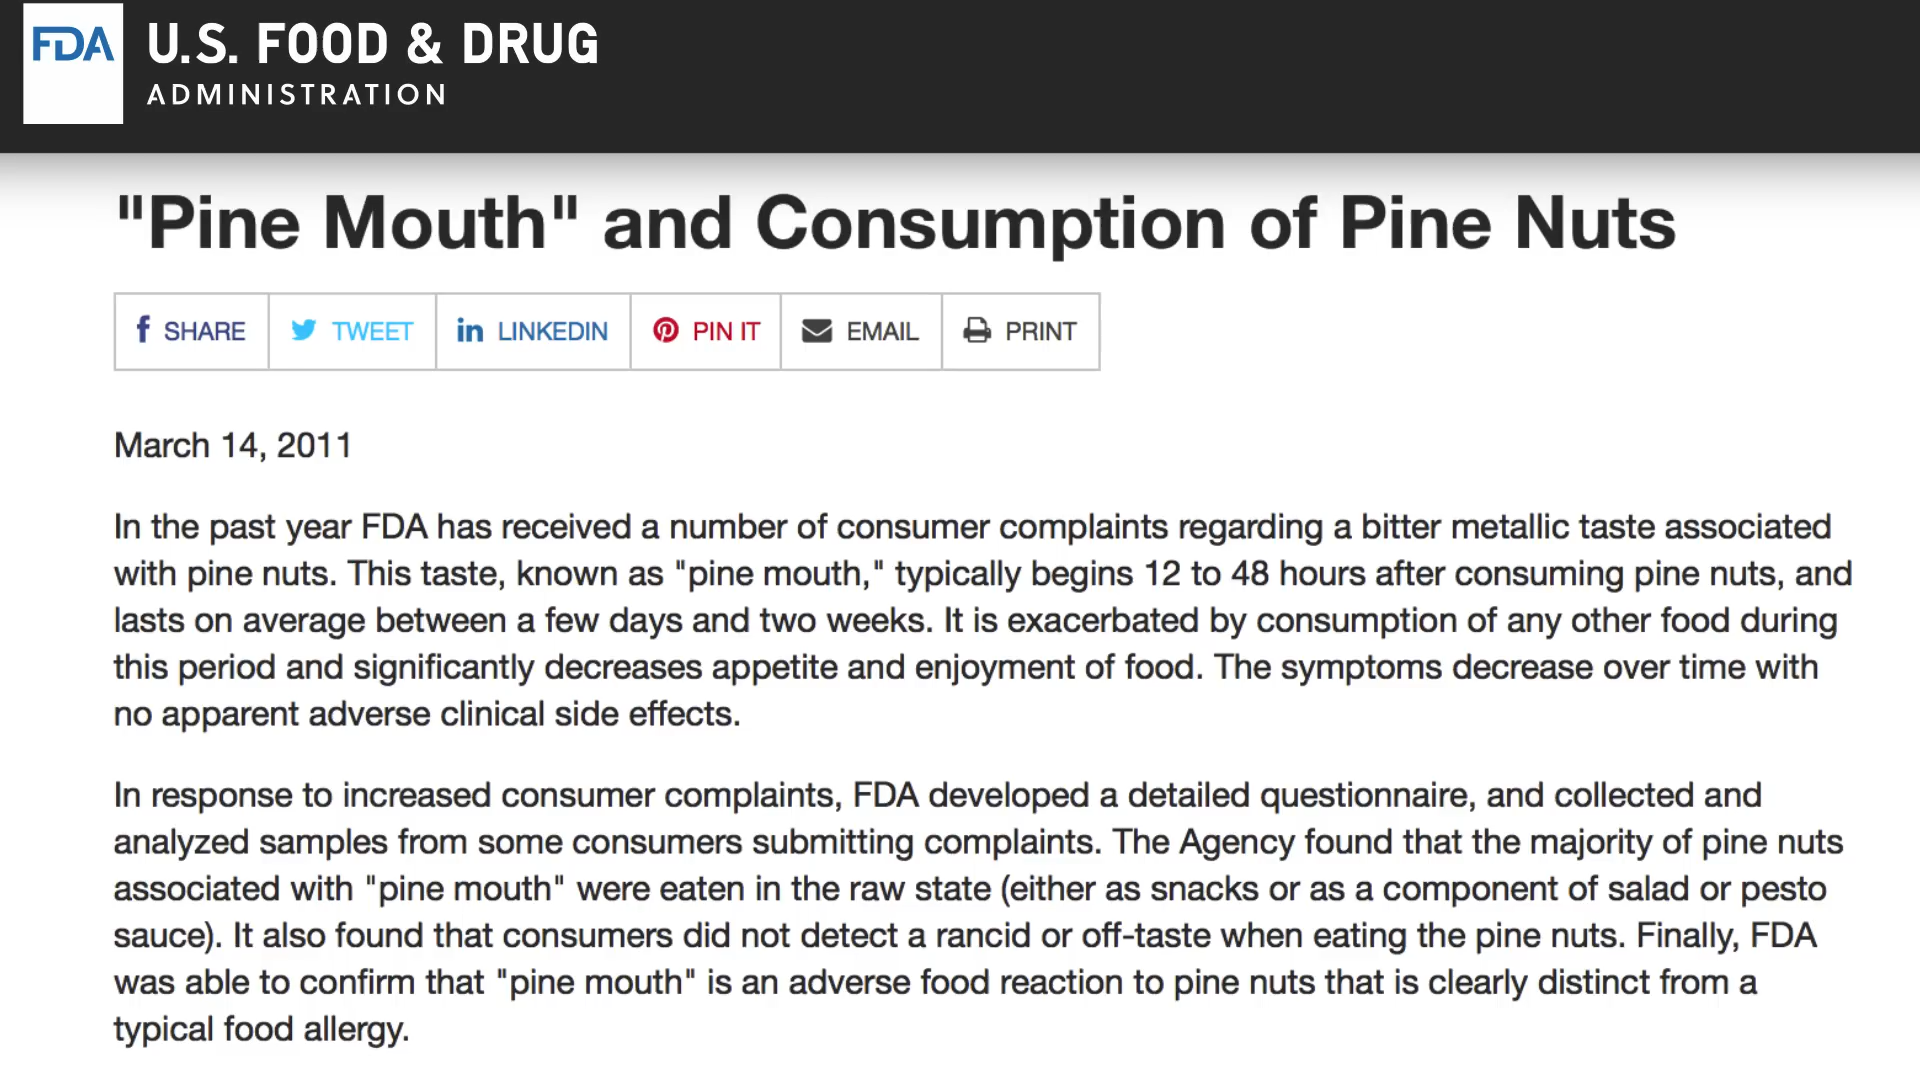 FDA
U.S. FOOD & DRUG
ADMINISTRATION
"Pine Mouth" and Consumption of Pine Nuts
f SHARE
TWEET
in LINKEDIN
PIN IT
EMAIL
PRINT
March 14, 2011
In the past year FDA has received a number of consumer complaints regarding a bitter metallic taste associated
with pine nuts. This taste, known as "pine mouth," typically begins 12 to 48 hours after consuming pine nuts, and
lasts on average between a few days and two weeks. It is exacerbated by consumption of any other food during
this period and significantly decreases appetite and enjoyment of food. The symptoms decrease over time with
no apparent adverse clinical side effects.
In response to increased consumer complaints, FDA developed a detailed questionnaire, and collected and
analyzed samples from some consumers submitting complaints. The Agency found that the majority of pine nuts
associated with "pine mouth" were eaten in the raw state (either as snacks or as a component of salad or pesto
sauce). It also found that consumers did not detect a rancid or off-taste when eating the pine nuts. Finally, FDA
was able to confirm that "pine mouth" is an adverse food reaction to pine nuts that is clearly distinct from a
typical food allergy.